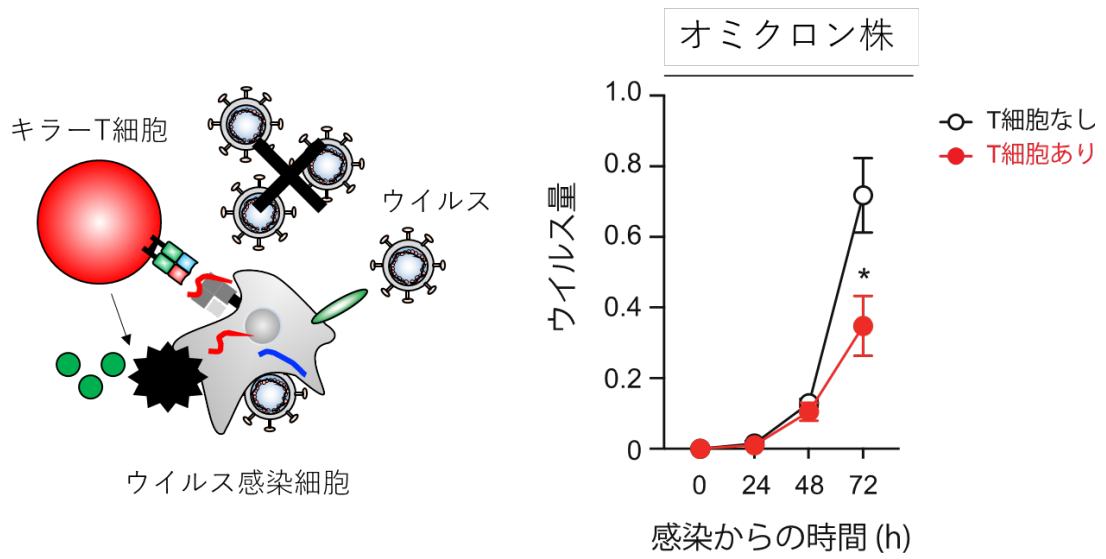 キラーT細胞
ウイルス
ウイルス感染細胞
オミクロン株
ウイルス量
1.0
0.8
0.6
0.4
0.2
0
*
0 24 48 72
感染からの時間 (h)
T細胞なし
T細胞あり